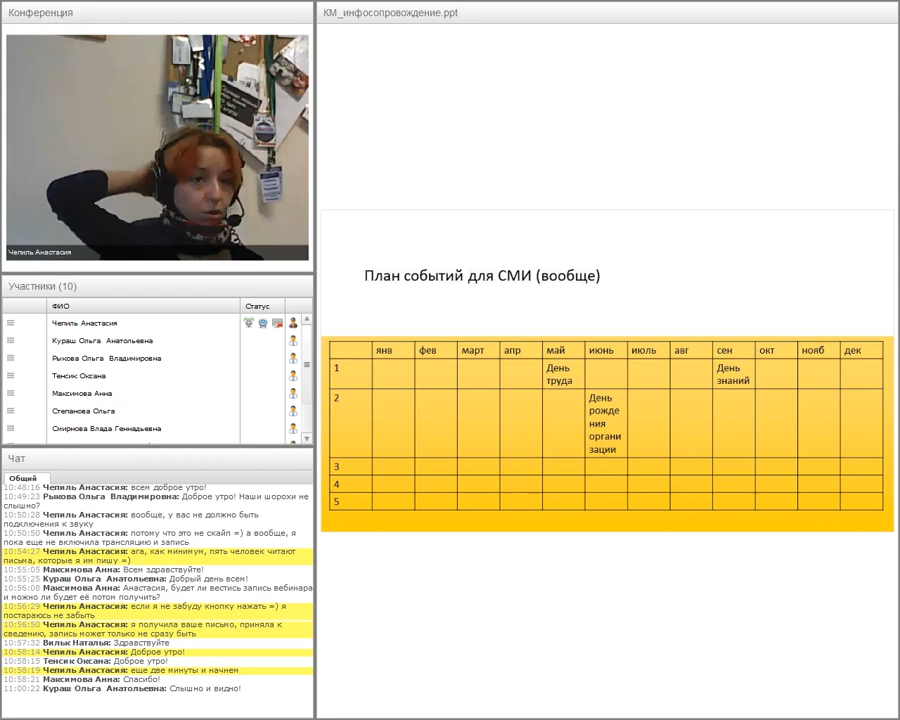 Конференция
Чепиль Анастасия
Участники (10)
ФИО Статус
Чепиль Анастасия
Кураш Ольга Анатольевна
Рыкова Ольга Владимировна
Тенсик Оксана
Максимова Анна
Степанова Ольга
Смирнова Влада Геннадьевна
Чат
Общий
10:48:16 Чепиль Анастасия: всем доброе утро!
10:49:23 Рыкова Ольга Владимировна: Доброе утро! Наши шорохи не
слышно?
10:50:28 Чепиль Анастасия: вообще, у вас не должно быть
подключения к звуку
10:50:50 Чепиль Анастасия: потому что это не скайп =) а вообще, я
пока еще не включила трансляцию и запись
10:54:27 Чепиль Анастасия: ага, как минимум, пять человек читают
письма, которые я им пишу =)
10:55:05 Максимова Анна: Всем здравствуйте!
10:55:25 Кураш Ольга Анатольевна: Добрый день всем!
10:56:08 Максимова Анна: Анастасия, будет ли вестись запись вебинара
и можно ли будет её потом получить?
10:56:29 Чепиль Анастасия: если я не забуду кнопку нажать =) я
постараюсь не забыть
10:56:50 Чепиль Анастасия: я получила ваше письмо, приняла к
сведению, запись может только не сразу быть
10:57:32 Вильк Наталья: Здравствуйте
10:58:14 Чепиль Анастасия: Доброе утро!
10:58:15 Тенсик Оксана: Доброе утро!
10:58:19 Чепиль Анастасия: еще две минуты и начнем
10:58:21 Максимова Анна: Спасибо!
11:00:22 Кураш Ольга Анатольевна: Слышно и видно!
КМ_инфосопровождение.ppt
План событий для СМИ (вообще)
янв фев март апр май июнь июль авг сен окт нояб дек
1 День День
труда знаний
2 День
рожде
ния
органи
зации
3
4
5